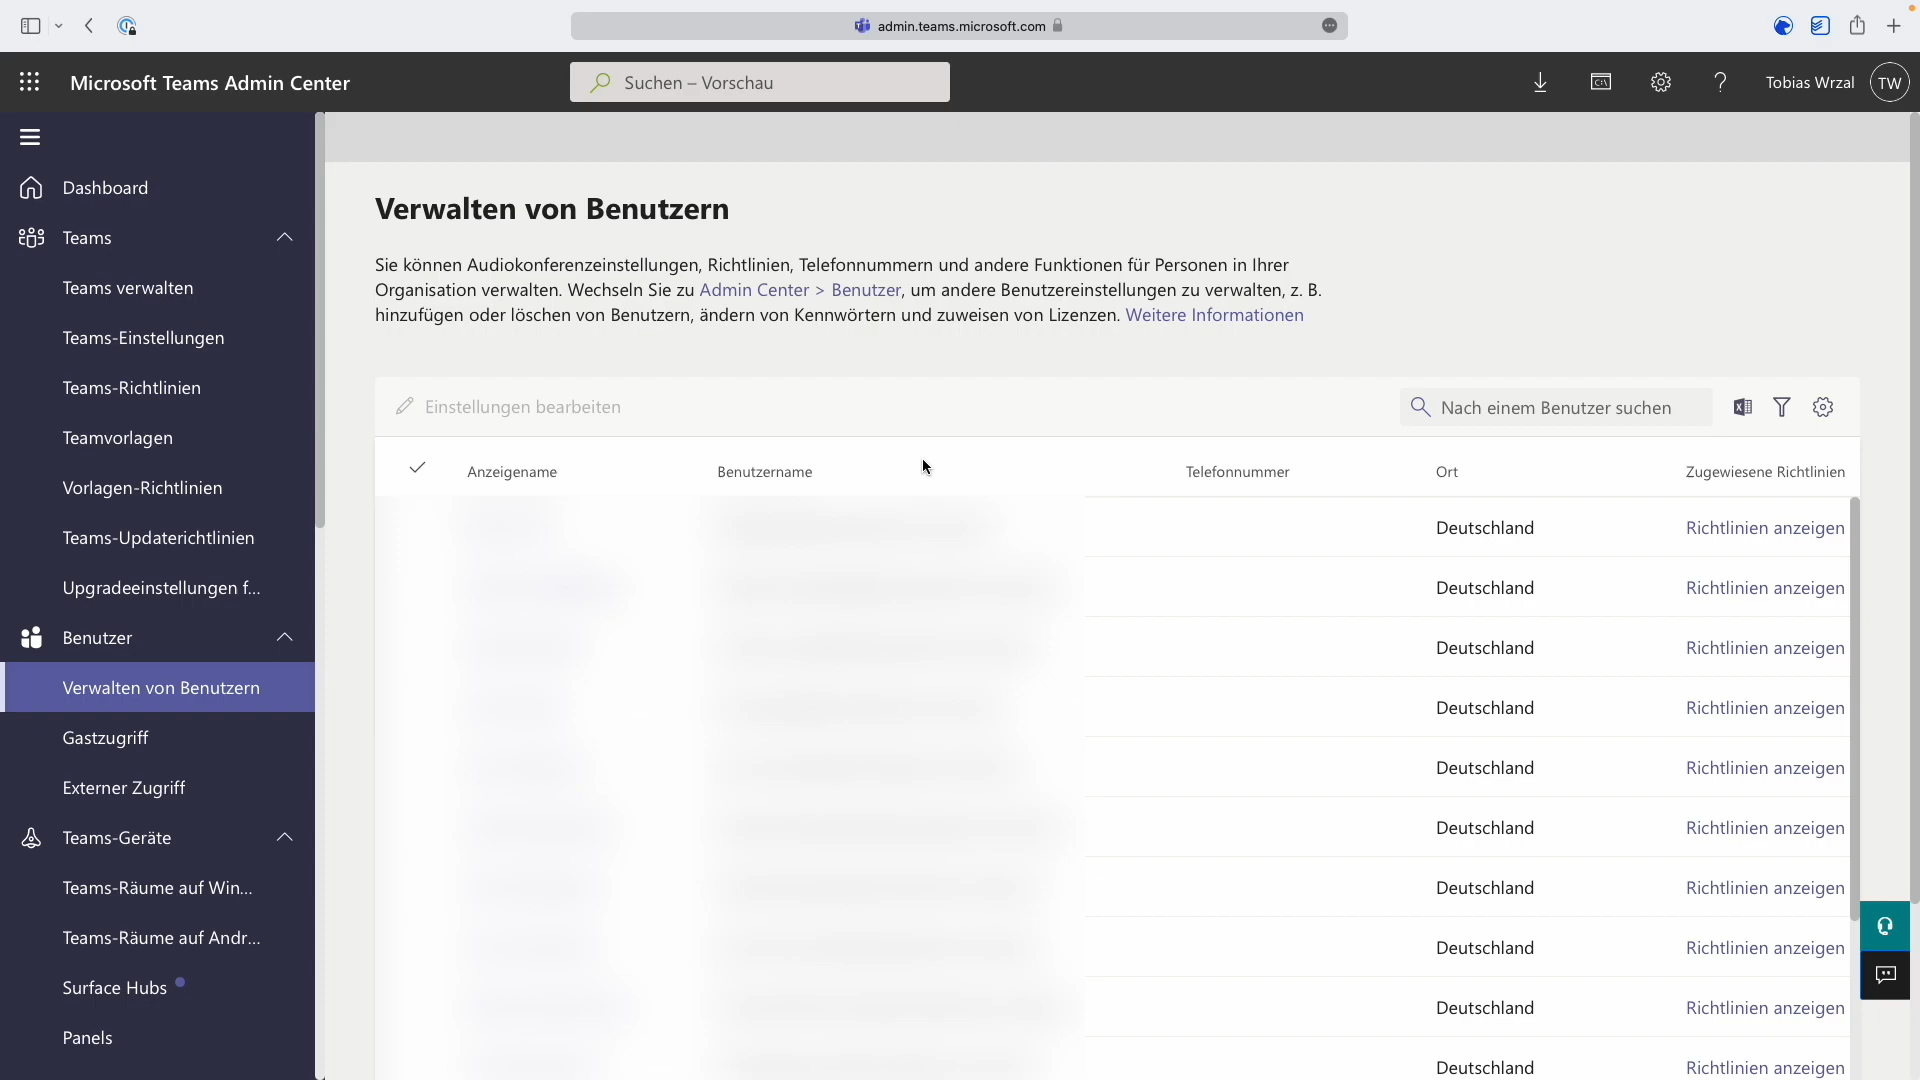 admin.teams.microsoft.com
Microsoft Teams Admin Center
Suchen – Vorschau
Tobias Wrzal
TW
Dashboard
Teams
Teams verwalten
Teams-Einstellungen
Teams-Richtlinien
Teamvorlagen
Vorlagen-Richtlinien
Teams-Updaterichtlinien
Upgradeeinstellungen f...
Benutzer
Verwalten von Benutzern
Gastzugriff
Externer Zugriff
Teams-Geräte
Teams-Räume auf Win...
Teams-Räume auf Andr...
Surface Hubs
Panels
Verwalten von Benutzern
Sie können Audiokonferenzeinstellungen, Richtlinien, Telefonnummern und andere Funktionen für Personen in Ihrer
Organisation verwalten. Wechseln Sie zu Admin Center > Benutzer, um andere Benutzereinstellungen zu verwalten, z. B.
hinzufügen oder löschen von Benutzern, ändern von Kennwörtern und zuweisen von Lizenzen. Weitere Informationen
Einstellungen bearbeiten
Nach einem Benutzer suchen
Anzeigename Benutzername Telefonnummer Ort Zugewiesene Richtlinien
Deutschland Richtlinien anzeigen
Deutschland Richtlinien anzeigen
Deutschland Richtlinien anzeigen
Deutschland Richtlinien anzeigen
Deutschland Richtlinien anzeigen
Deutschland Richtlinien anzeigen
Deutschland Richtlinien anzeigen
Deutschland Richtlinien anzeigen
Deutschland Richtlinien anzeigen
Deutschland Richtlinien anzeigen